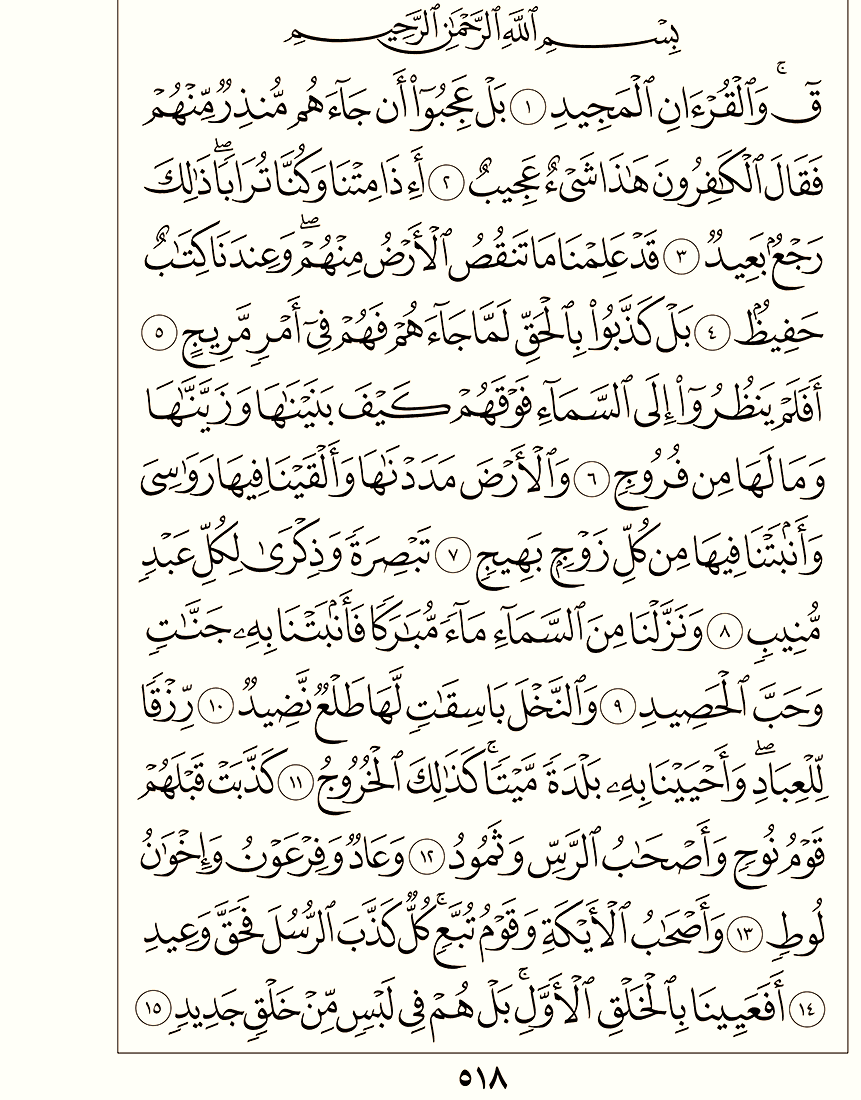 بِسْمِ ٱللَّهِ ٱلرَّحْمَٰنِ ٱلرَّحِيمِ
قٓۚ وَٱلْقُرْءَانِ ٱلْمَجِيدِ ١ بَلْ عَجِبُوٓا۟ أَن جَآءَهُم مُّنذِرٌ مِّنْهُمْ
فَقَالَ ٱلْكَٰفِرُونَ هَٰذَا شَىْءٌ عَجِيبٌ ٢ أَءِذَا مِتْنَا وَكُنَّا تُرَابًاۖ ذَٰلِكَ
رَجْعٌۢ بَعِيدٌ ٣ قَدْ عَلِمْنَا مَا تَنقُصُ ٱلْأَرْضُ مِنْهُمْۖ وَعِندَنَا كِتَٰبٌ
حَفِيظٌۢ ٤ بَلْ كَذَّبُوا۟ بِٱلْحَقِّ لَمَّا جَآءَهُمْ فَهُمْ فِىٓ أَمْرٍ مَّرِيجٍ ٥
أَفَلَمْ يَنظُرُوٓا۟ إِلَى ٱلسَّمَآءِ فَوْقَهُمْ كَيْفَ بَنَيْنَٰهَا وَزَيَّنَّٰهَا
وَمَا لَهَا مِن فُرُوجٍ ٦ وَٱلْأَرْضَ مَدَدْنَٰهَا وَأَلْقَيْنَا فِيهَا رَوَٰسِىَ
وَأَنۢبَتْنَا فِيهَا مِن كُلِّ زَوْجٍۭ بَهِيجٍ ٧ تَبْصِرَةً وَذِكْرَىٰ لِكُلِّ عَبْدٍ
مُّنِيبٍ ٨ وَنَزَّلْنَا مِنَ ٱلسَّمَآءِ مَآءً مُّبَٰرَكًا فَأَنۢبَتْنَا بِهِۦ جَنَّٰتٍ
وَحَبَّ ٱلْحَصِيدِ ٩ وَٱلنَّخْلَ بَاسِقَٰتٍ لَّهَا طَلْعٌ نَّضِيدٌ ١٠ رِّزْقًا
لِّلْعِبَادِۖ وَأَحْيَيْنَا بِهِۦ بَلْدَةً مَّيْتًاۚ كَذَٰلِكَ ٱلْخُرُوجُ ١١ كَذَّبَتْ قَبْلَهُمْ
قَوْمُ نُوحٍ وَأَصْحَٰبُ ٱلرَّسِّ وَثَمُودُ ١٢ وَعَادٌ وَفِرْعَوْنُ وَإِخْوَٰنُ
لُوطٍ ١٣ وَأَصْحَٰبُ ٱلْأَيْكَةِ وَقَوْمُ تُبَّعٍۚ كُلٌّ كَذَّبَ ٱلرُّسُلَ فَحَقَّ وَعِيدِ
١٤ أَفَعَيِينَا بِٱلْخَلْقِ ٱلْأَوَّلِۚ بَلْ هُمْ فِى لَبْسٍ مِّنْ خَلْقٍ جَدِيدٍ ١٥
٥١٨